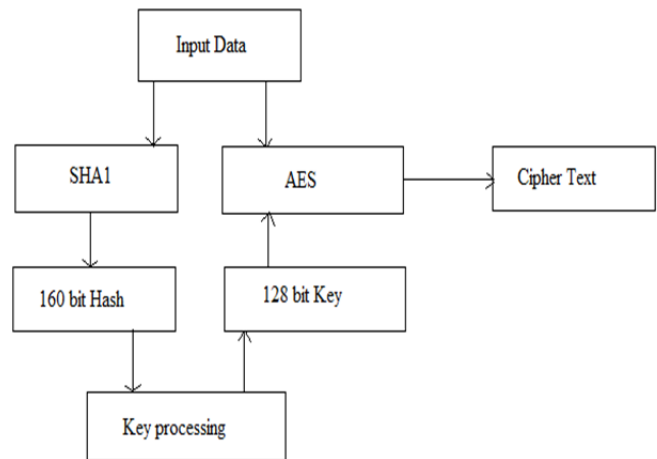 Input Data
SHA1
AES
Cipher Text
160 bit Hash
128 bit Key
Key processing